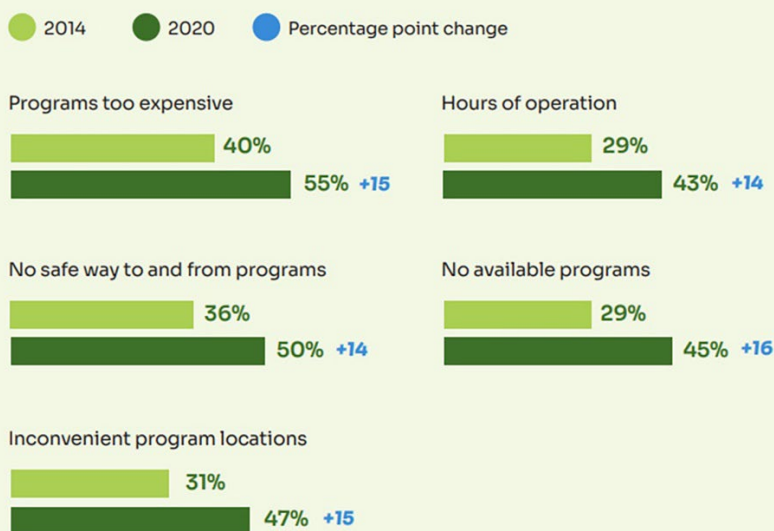 2014 2020 Percentage point change
Programs too expensive
40%
55% +15
Hours of operation
29%
43% +14
No safe way to and from programs
36%
50% +14
No available programs
29%
45% +16
Inconvenient program locations
31%
47% +15